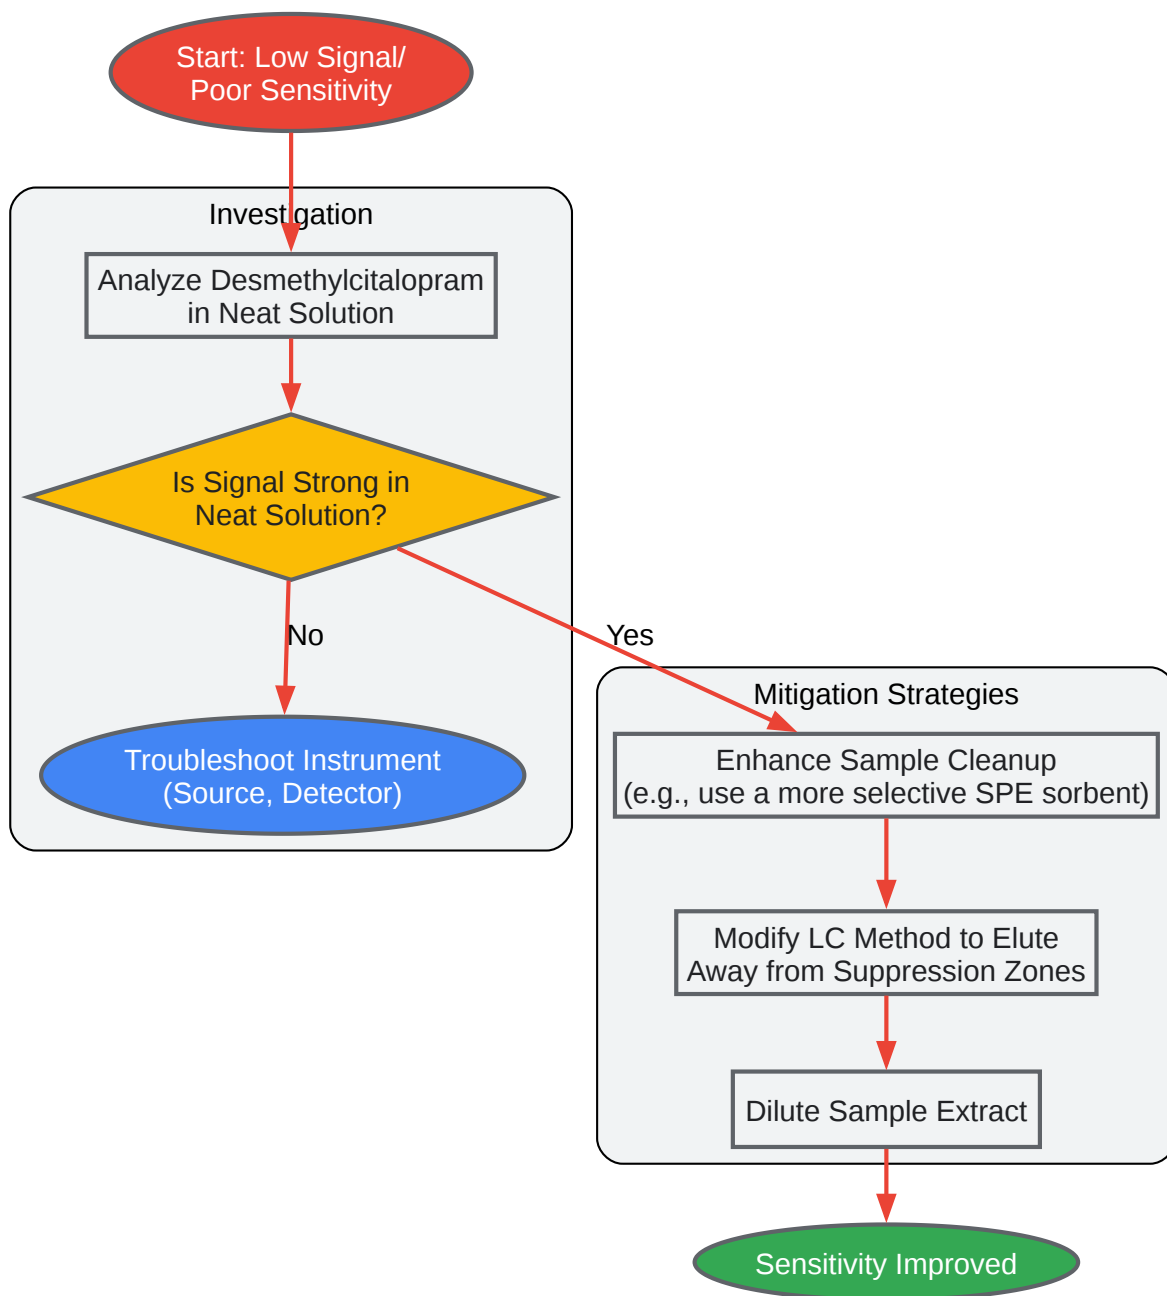 Start: Low Signal/
Poor Sensitivity
Investigation
Analyze Desmethylcitalopram
in Neat Solution
Is Signal Strong in
Neat Solution?
No
Yes
Troubleshoot Instrument
(Source, Detector)
Mitigation Strategies
Enhance Sample Cleanup
(e.g., use a more selective SPE sorbent)
Modify LC Method to Elute
Away from Suppression Zones
Dilute Sample Extract
Sensitivity Improved